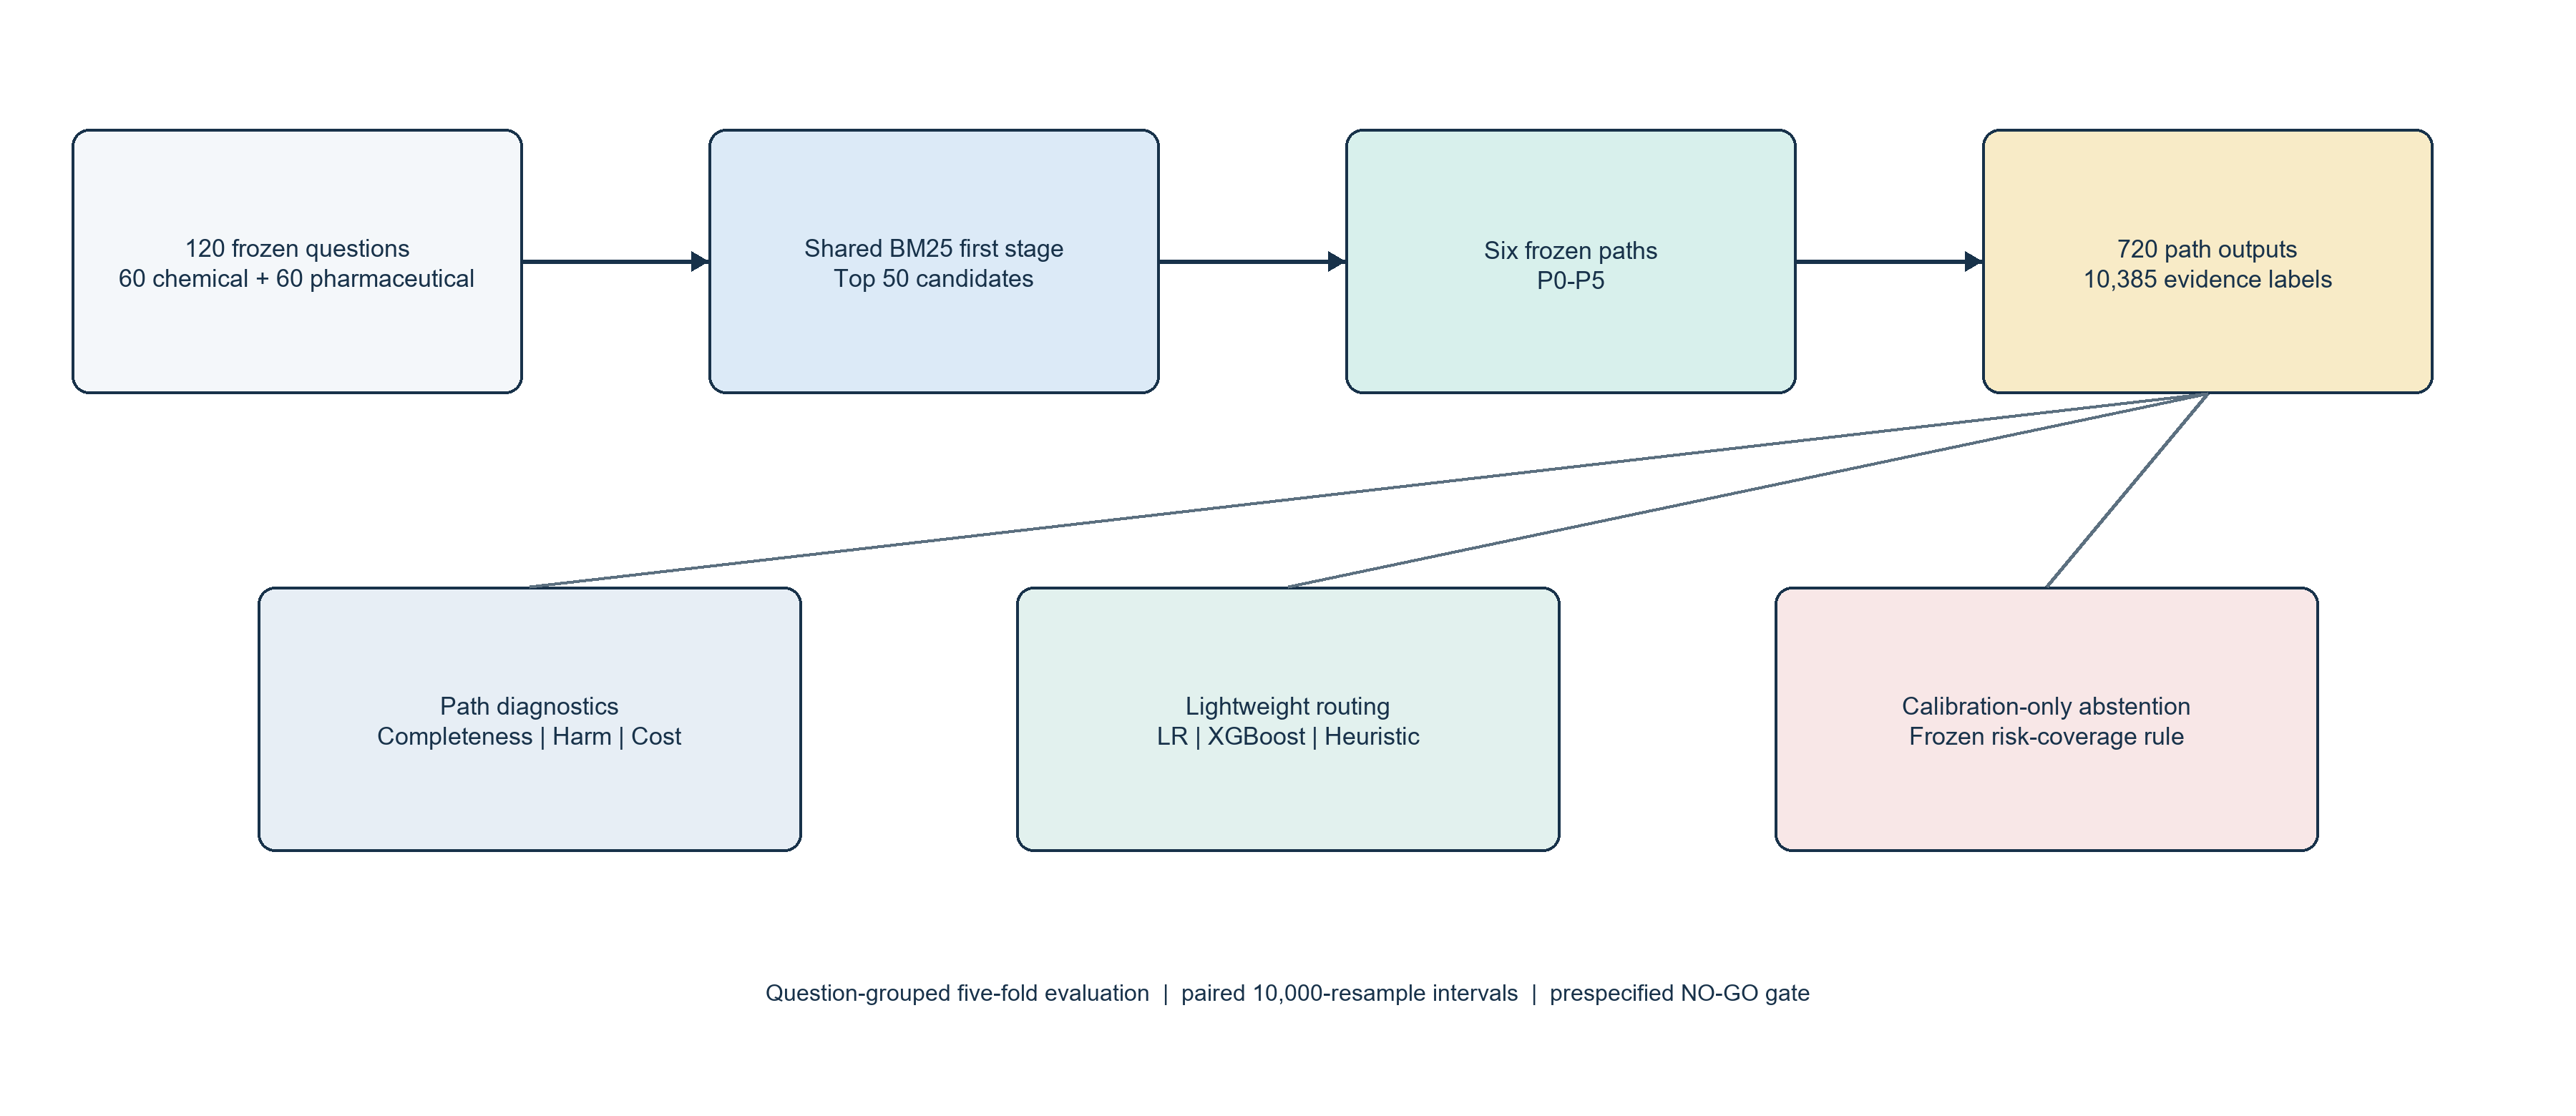 120 frozen questions
60 chemical + 60 pharmaceutical
Shared BM25 first stage
Top 50 candidates
Six frozen paths
P0-P5
720 path outputs
10,385 evidence labels
Path diagnostics
Completeness | Harm | Cost
Lightweight routing
LR | XGBoost | Heuristic
Calibration-only abstention
Frozen risk-coverage rule
Question-grouped five-fold evaluation | paired 10,000-resample intervals | prespecified NO-GO gate